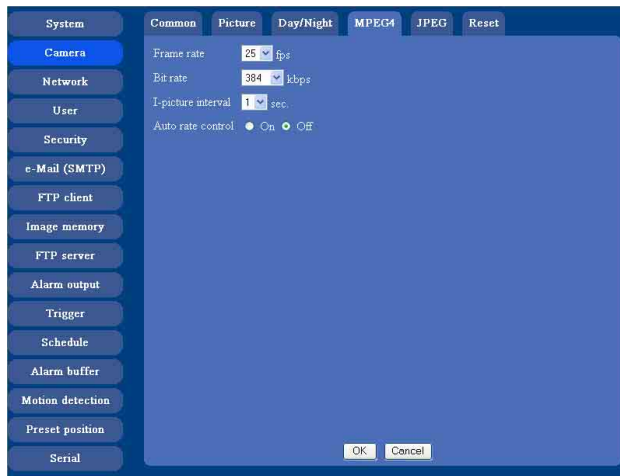 System
Camera
Network
User
Security
e-Mail (SMTP)
FTP client
Image memory
FTP server
Alarm output
Trigger
Schedule
Alarm buffer
Motion detection
Preset position
Serial
Common Picture Day/Night MPEG4 JPEG Reset
Frame rate 25 fps
Bit rate 384 kbps
I-picture interval 1 sec.
Auto rate control On Off
OK Cancel